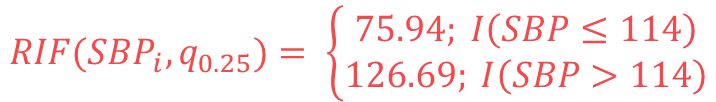 RIF(SBP_i, q_{0.25}) = { 75.94; I(SBP ≤ 114)
126.69; I(SBP > 114)